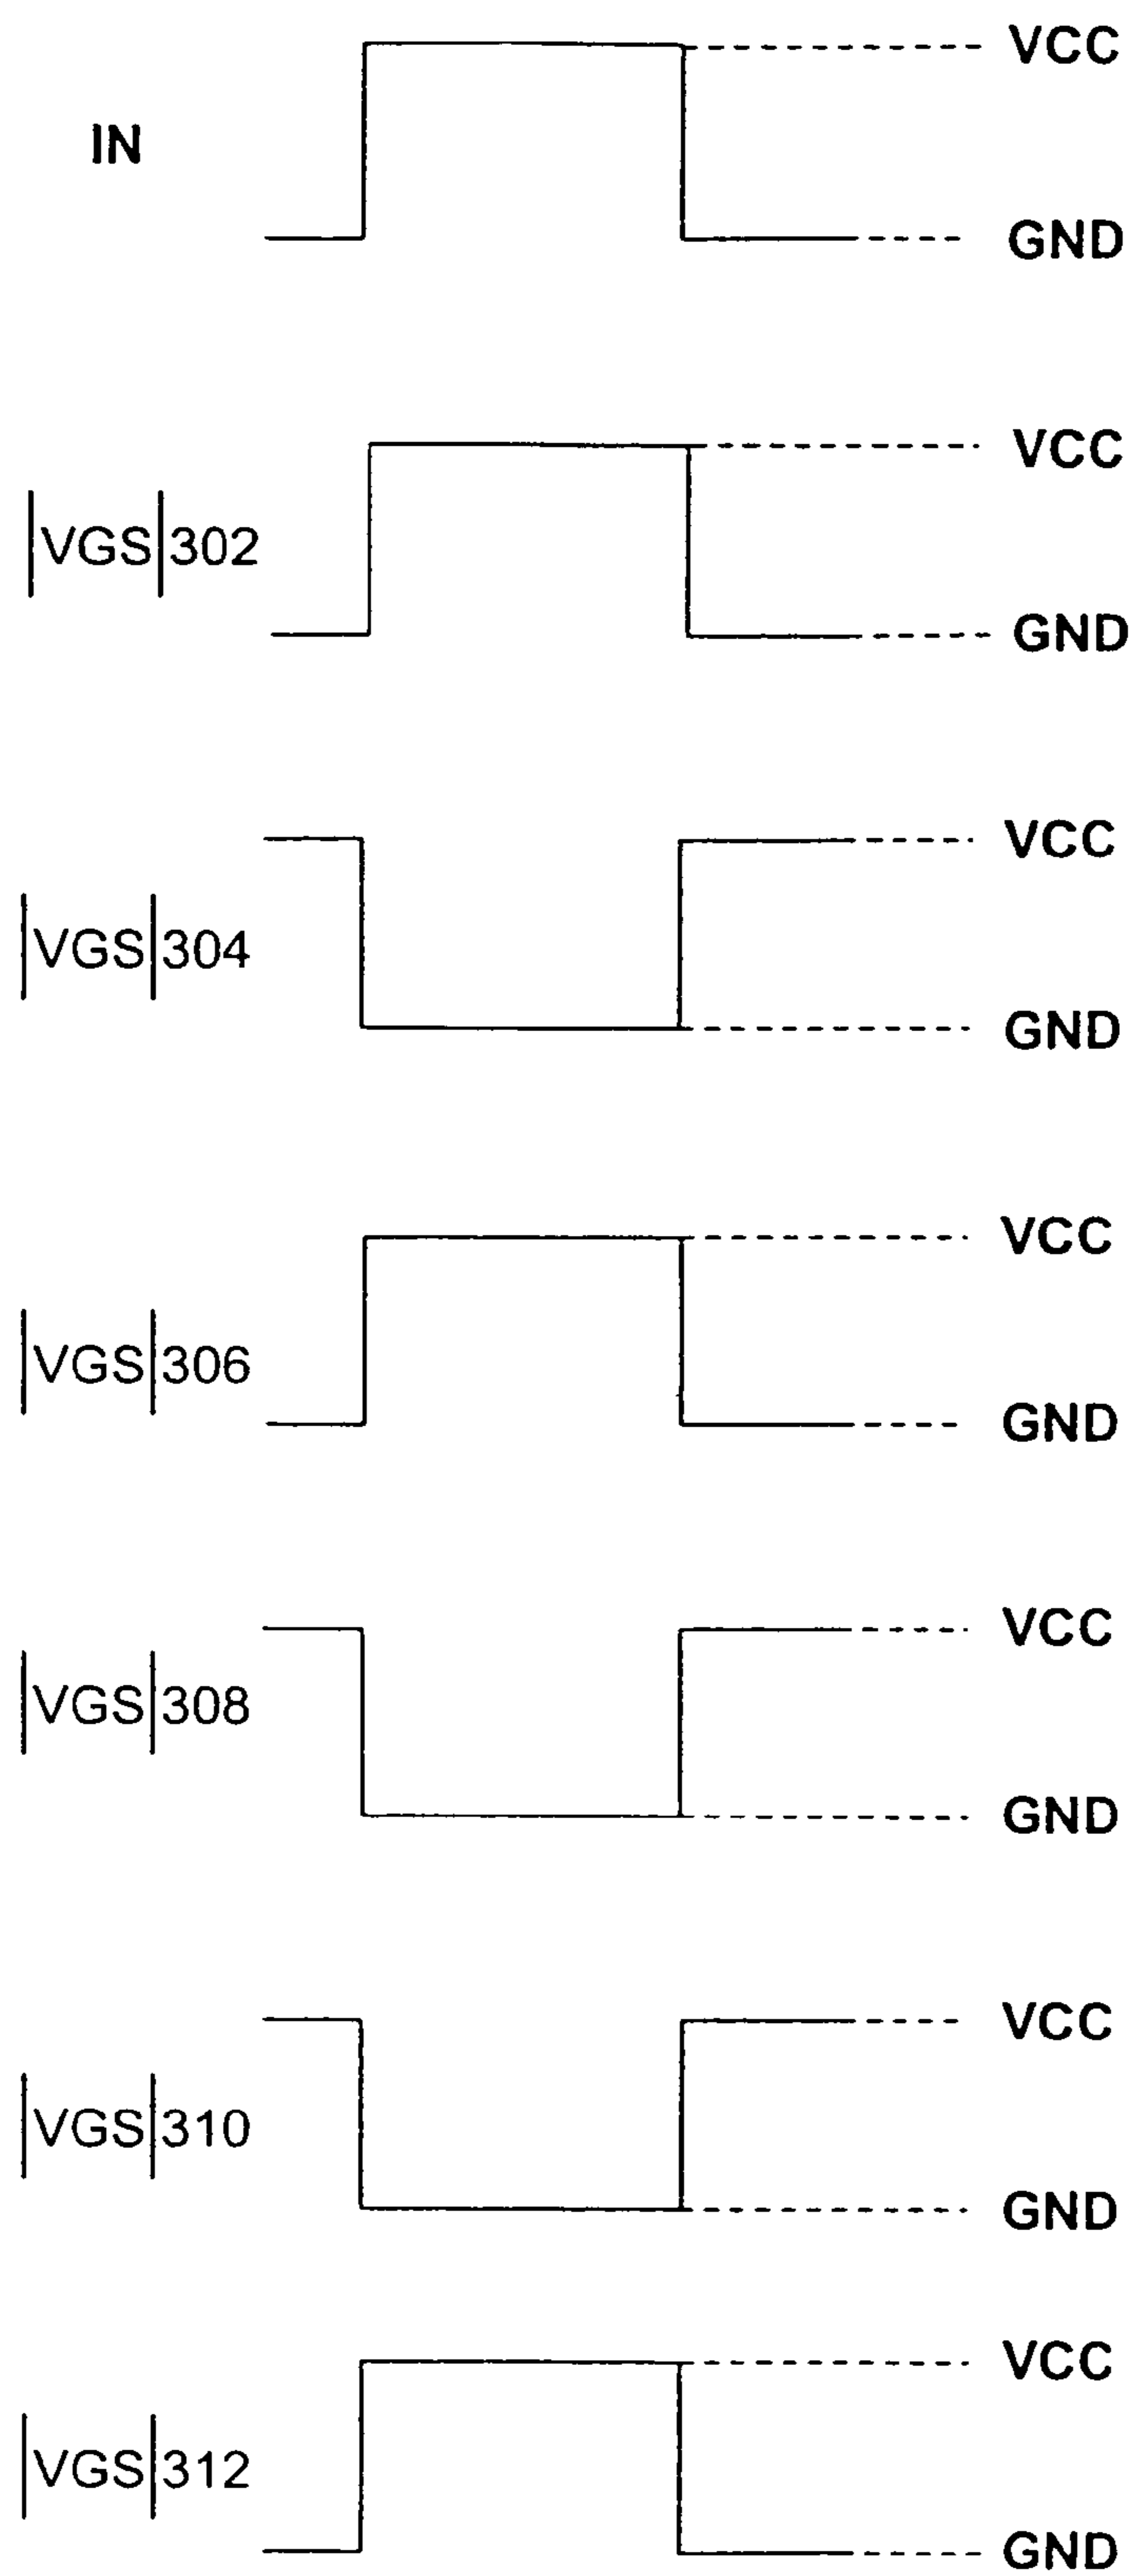 VCC
IN
GND
VCC
|VGS|302
GND
VCC
|VGS|304
GND
VCC
|VGS|306
GND
VCC
|VGS|308
GND
VCC
|VGS|310
GND
VCC
|VGS|312
GND